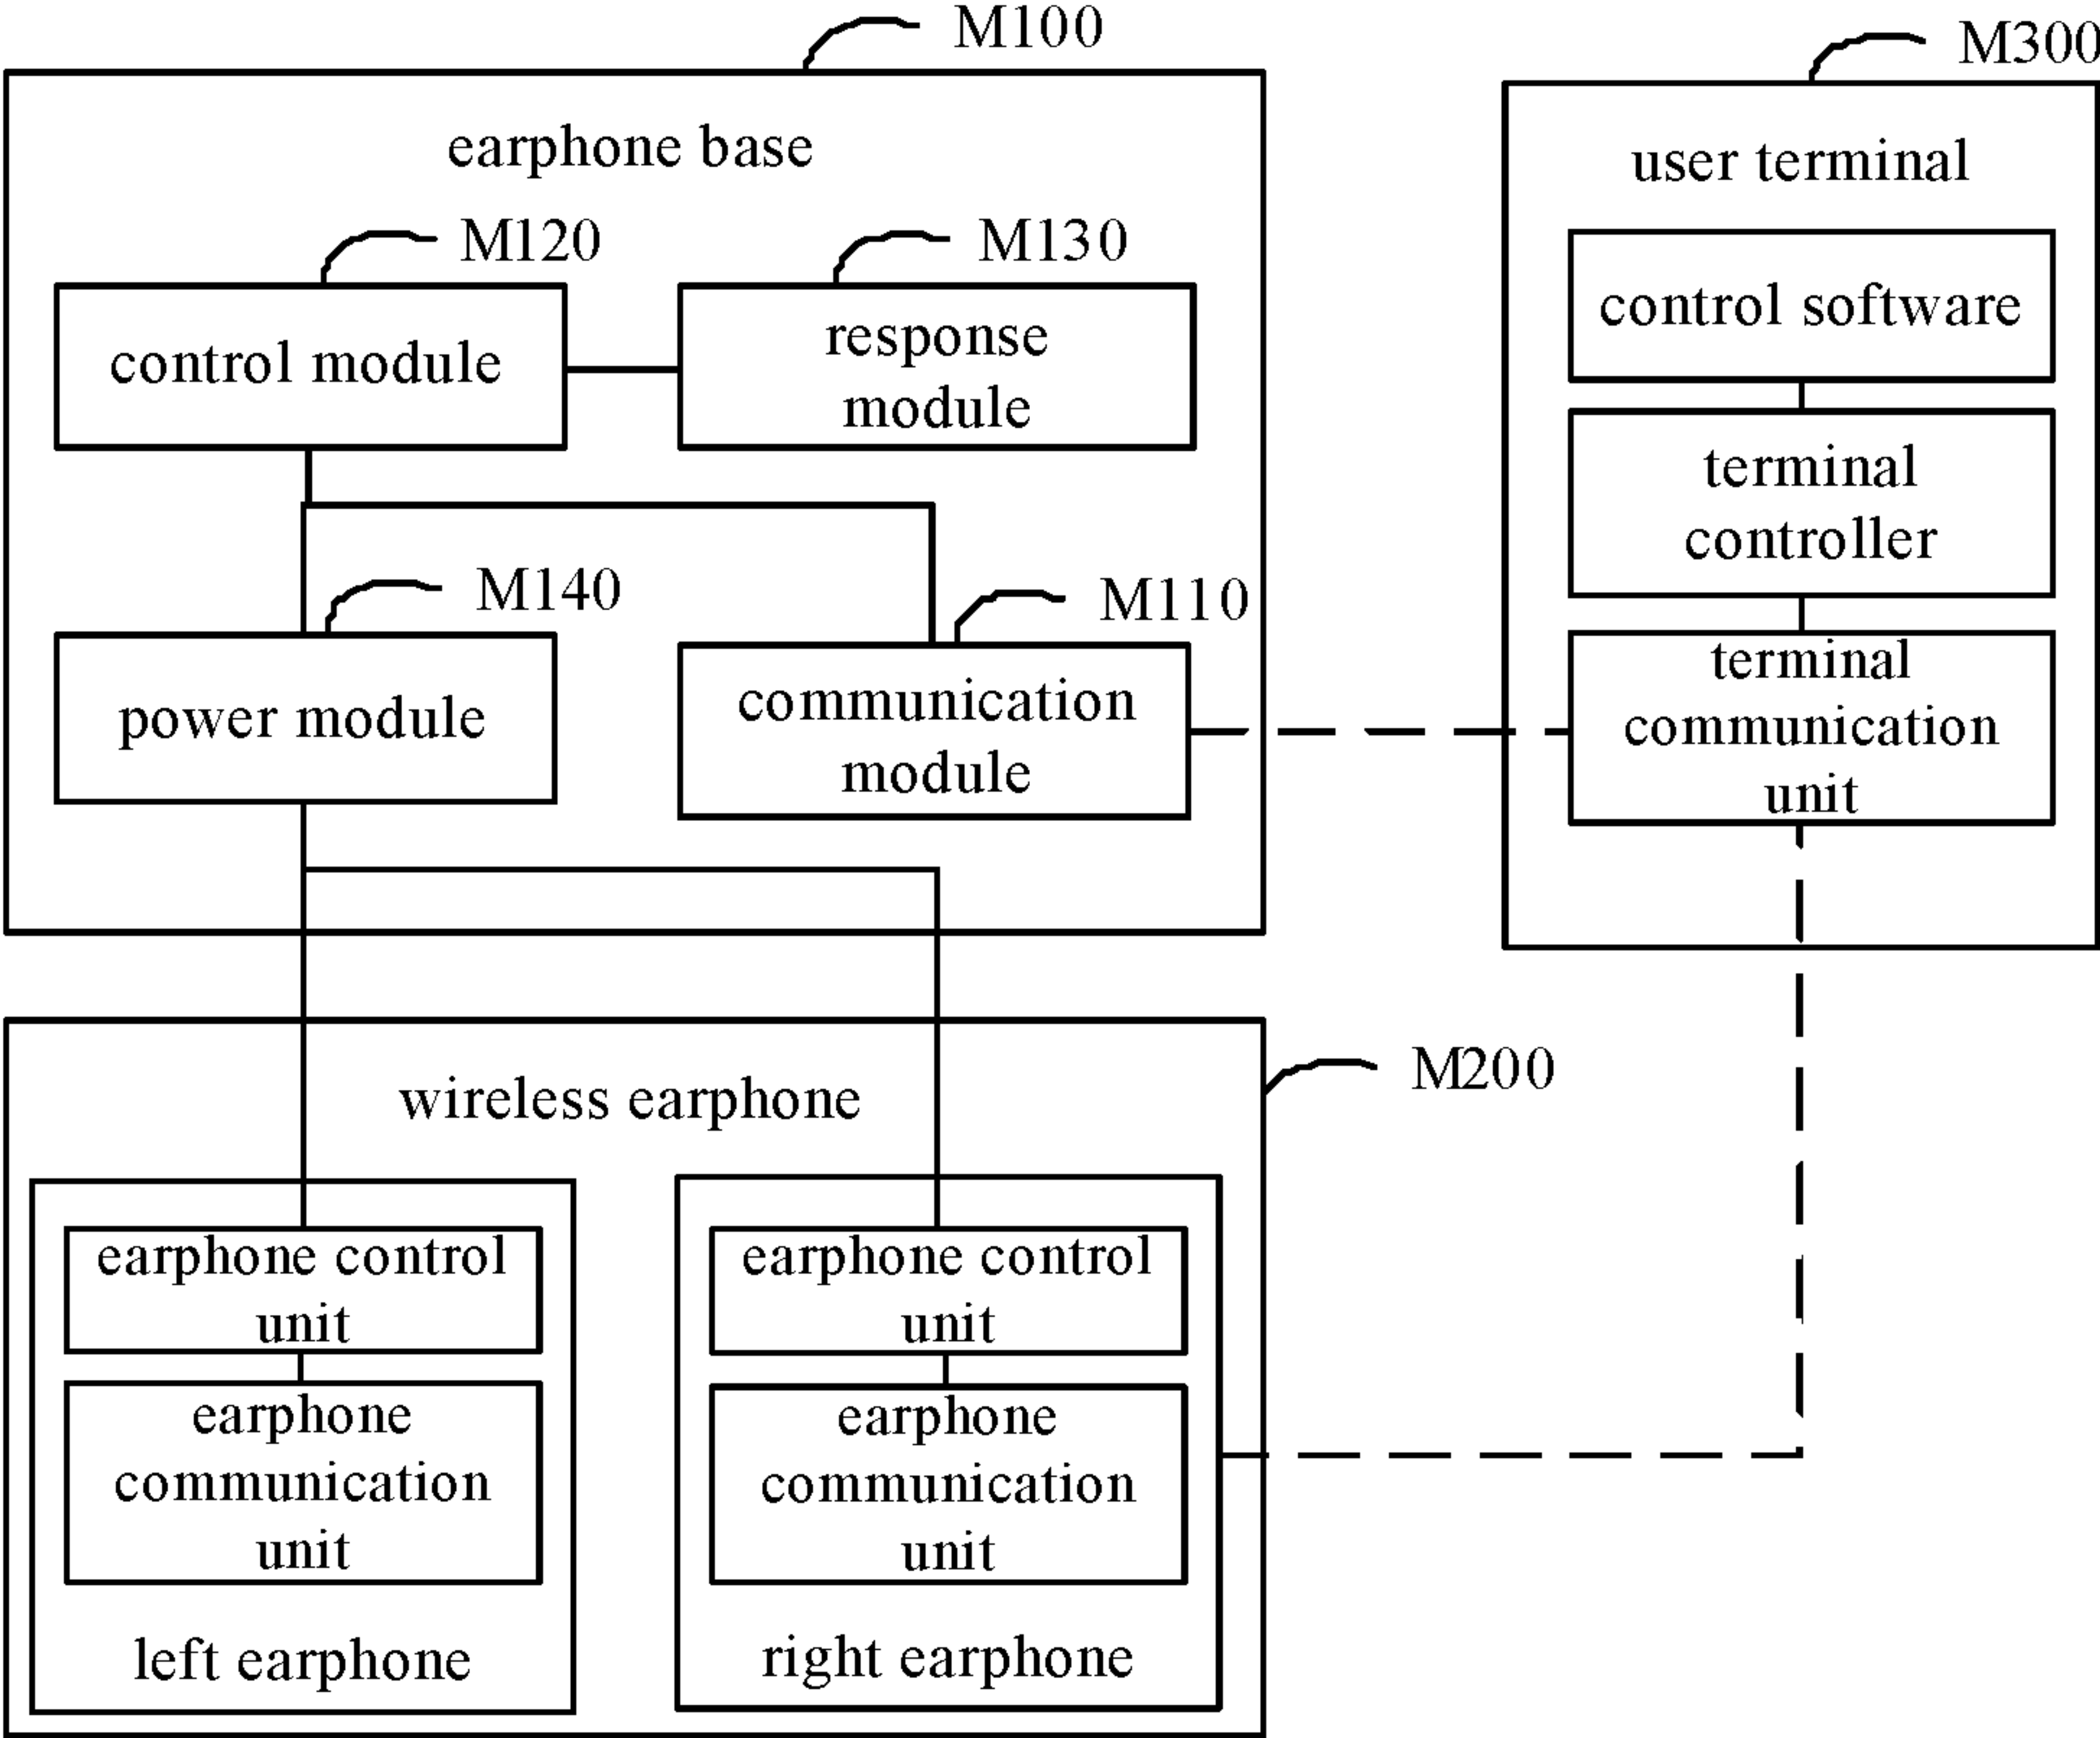 M100
earphone base
M120
control module
M130
response
module
M140
power module
M110
communication
module
M300
user terminal
control software
terminal
controller
terminal
communication
unit
M200
wireless earphone
earphone control
unit
earphone
communication
unit
left earphone
earphone control
unit
earphone
communication
unit
right earphone